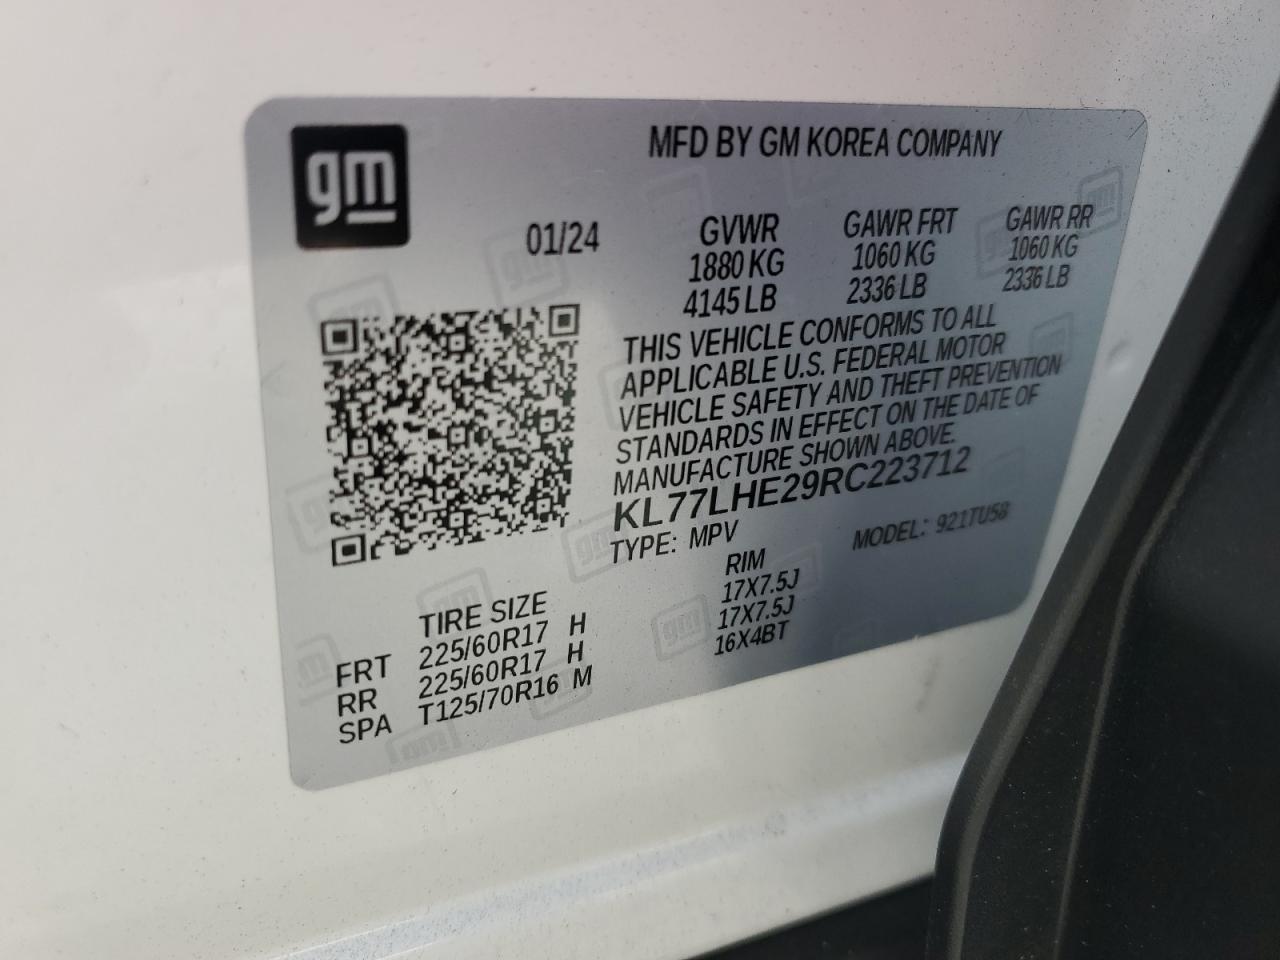 gm
MFD BY GM KOREA COMPANY
01/24
GVWR GAWR FRT GAWR RR
1880 KG 1060 KG 1060 KG
4145 LB 2336 LB 2336 LB
THIS VEHICLE CONFORMS TO ALL
APPLICABLE U.S. FEDERAL MOTOR
VEHICLE SAFETY AND THEFT PREVENTION
STANDARDS IN EFFECT ON THE DATE OF
MANUFACTURE SHOWN ABOVE.
KL77LHE29RC223712
TYPE: MPV MODEL: 921TU58
TIRE SIZE RIM
FRT 225/60R17 H 17X7.5J
RR 225/60R17 H 17X7.5J
SPA T125/70R16 M 16X4BT